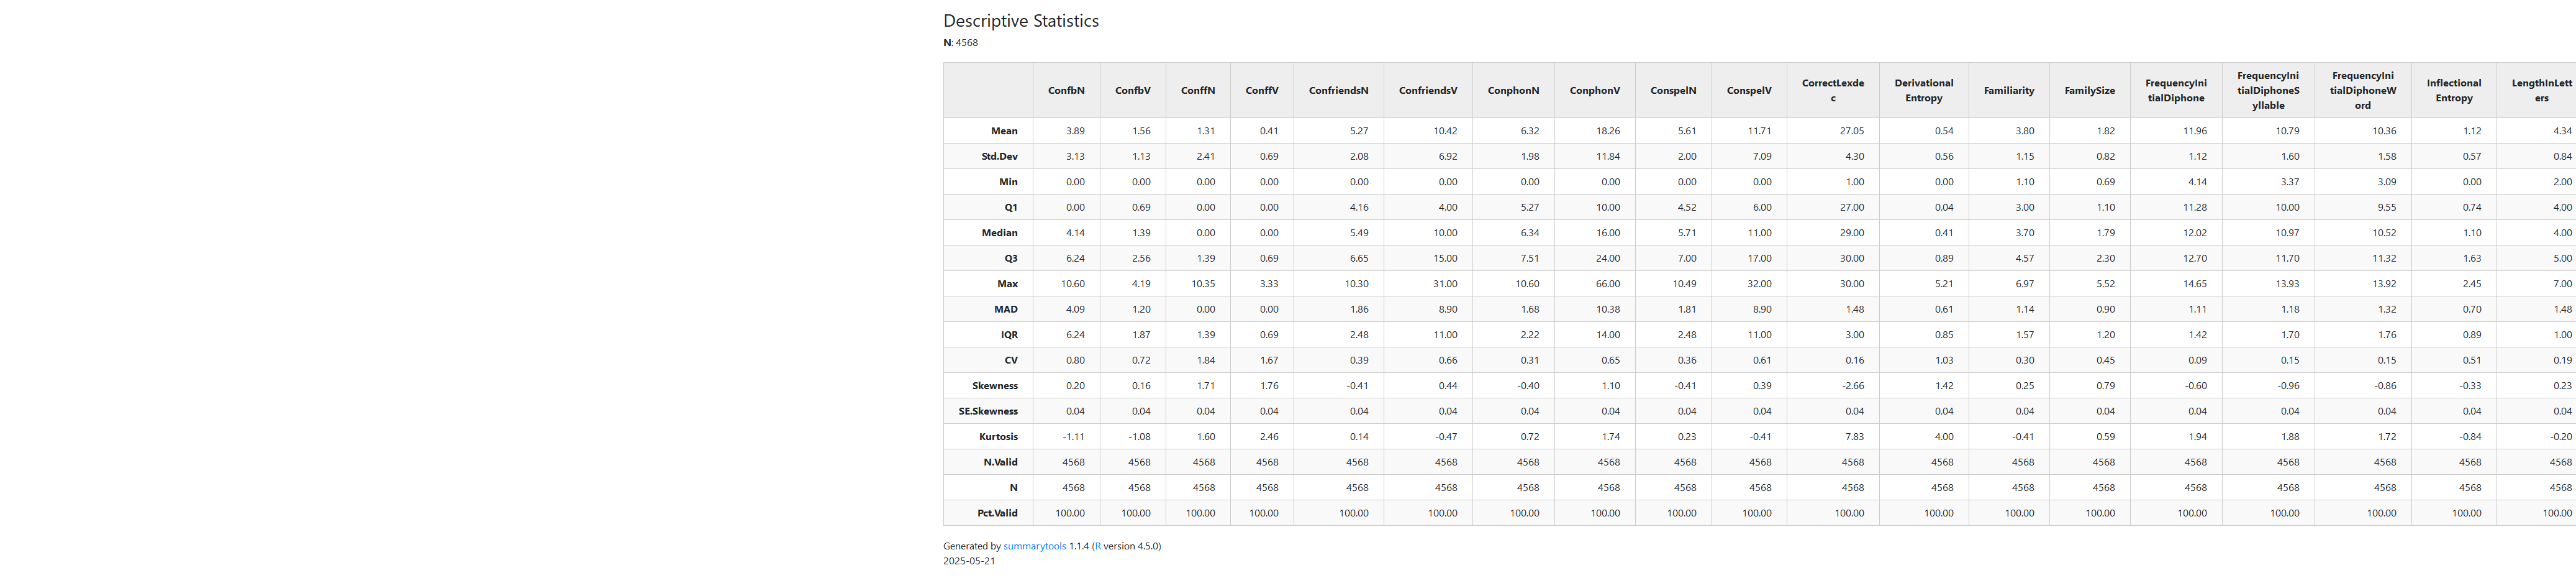 Descriptive Statistics
N: 4568
ConfbN ConfbV ConffN ConffV ConfriendsN ConfriendsV ConphonN ConphonV ConspelN ConspelV CorrectLexdec DerivationalEntropy Familiarity FamilySize FrequencyInitialDiphone FrequencyInitialDiphoneSyllable FrequencyInitialDiphoneWord InflectionalEntropy LengthInLetters
Mean 3.89 1.56 1.31 0.41 5.27 10.42 6.32 18.26 5.61 11.71 27.05 0.54 3.80 1.82 11.96 10.79 10.36 1.12 4.34
Std.Dev 3.13 1.13 2.41 0.69 2.08 6.92 1.98 11.84 2.00 7.09 4.30 0.56 1.15 0.82 1.12 1.60 1.58 0.57 0.84
Min 0.00 0.00 0.00 0.00 0.00 0.00 0.00 0.00 0.00 0.00 1.00 0.00 1.10 0.69 4.14 3.37 3.09 0.00 2.00
Q1 0.00 0.69 0.00 0.00 4.16 4.00 5.27 10.00 4.52 6.00 27.00 0.04 3.00 1.10 11.28 10.00 9.55 0.74 4.00
Median 4.14 1.39 0.00 0.00 5.49 10.00 6.34 16.00 5.71 11.00 29.00 0.41 3.70 1.79 12.02 10.97 10.52 1.10 4.00
Q3 6.24 2.56 1.39 0.69 6.65 15.00 7.51 24.00 7.00 17.00 30.00 0.89 4.57 2.30 12.70 11.70 11.32 1.63 5.00
Max 10.60 4.19 10.35 3.33 10.30 31.00 10.60 66.00 10.49 32.00 30.00 5.21 6.97 5.52 14.65 13.93 13.92 2.45 7.00
MAD 4.09 1.20 0.00 0.00 1.86 8.90 1.68 10.38 1.81 8.90 1.48 0.61 1.14 0.90 1.11 1.18 1.32 0.70 1.48
IQR 6.24 1.87 1.39 0.69 2.48 11.00 2.22 14.00 2.48 11.00 3.00 0.85 1.57 1.20 1.42 1.70 1.76 0.89 1.00
CV 0.80 0.72 1.84 1.67 0.39 0.66 0.31 0.65 0.36 0.61 0.16 1.03 0.30 0.45 0.09 0.15 0.15 0.51 0.19
Skewness 0.20 0.16 1.71 1.76 -0.41 0.44 -0.40 1.10 -0.41 0.39 -2.66 1.42 0.25 0.79 -0.60 -0.96 -0.86 -0.33 0.23
SE.Skewness 0.04 0.04 0.04 0.04 0.04 0.04 0.04 0.04 0.04 0.04 0.04 0.04 0.04 0.04 0.04 0.04 0.04 0.04 0.04
Kurtosis -1.11 -1.08 1.60 2.46 0.14 -0.47 0.72 1.74 0.23 -0.41 7.83 4.00 -0.41 0.59 1.94 1.88 1.72 -0.84 -0.20
N.Valid 4568 4568 4568 4568 4568 4568 4568 4568 4568 4568 4568 4568 4568 4568 4568 4568 4568 4568 4568
N 4568 4568 4568 4568 4568 4568 4568 4568 4568 4568 4568 4568 4568 4568 4568 4568 4568 4568 4568
Pct.Valid 100.00 100.00 100.00 100.00 100.00 100.00 100.00 100.00 100.00 100.00 100.00 100.00 100.00 100.00 100.00 100.00 100.00 100.00 100.00
Generated by summarytools 1.1.4 (R version 4.5.0)
2025-05-21